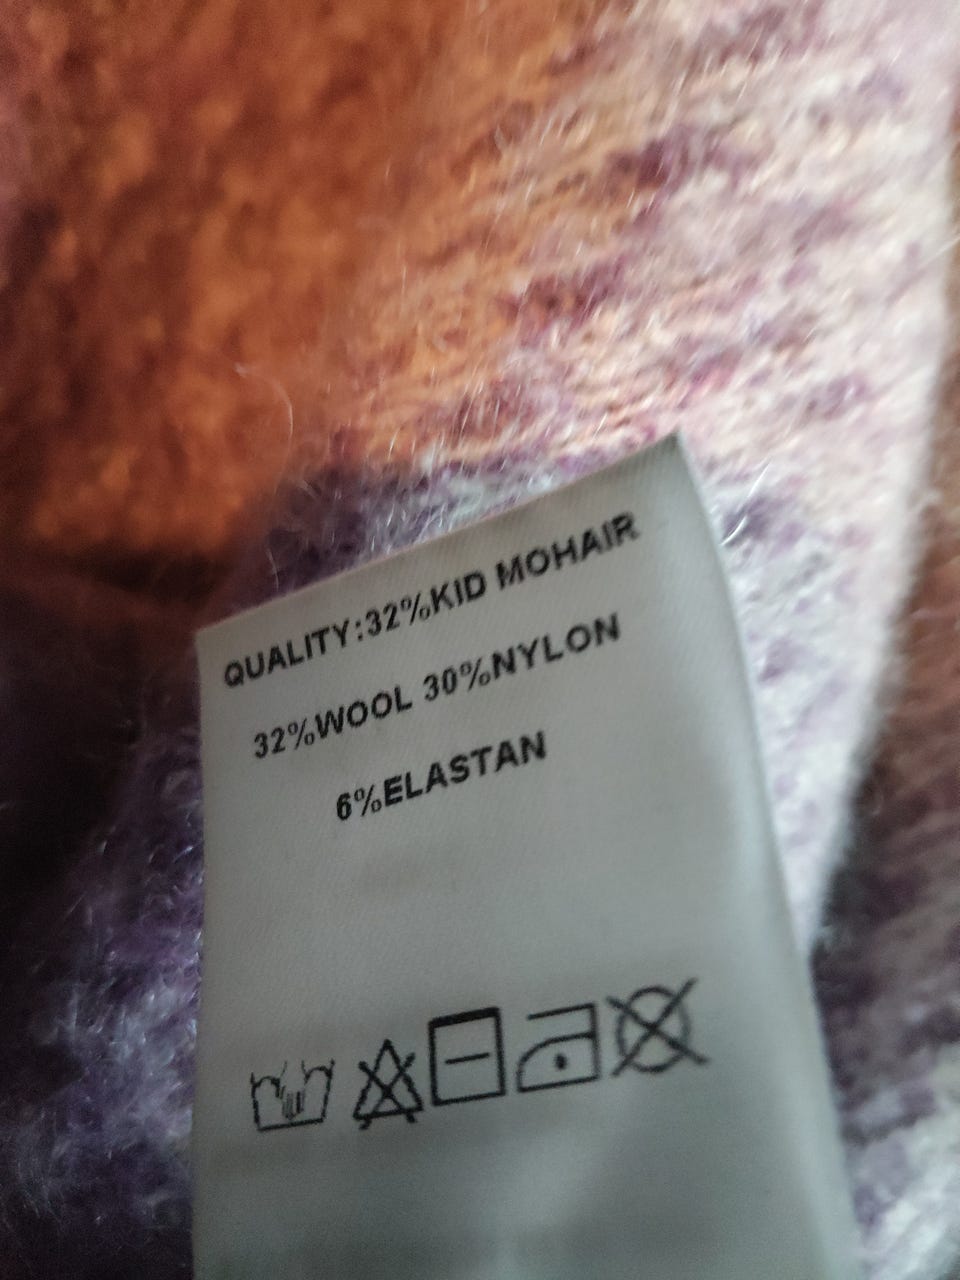 QUALITY:32%KID MOHAIR
32%WOOL 30%NYLON
6%ELASTAN